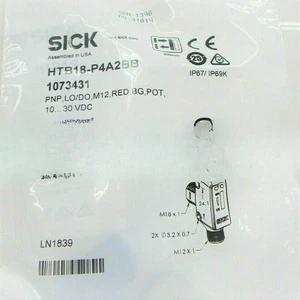 SICK
Assembled in USA
HTB18-P4A2BB
1073431
PNP,LO/DO,M12,RED,BG,POT,
10...30 VDC
IP67/ IP69K
24.1
M18 x 1
SICK
2X Ø3.2 X 0.7
M12 X 1
LN1839